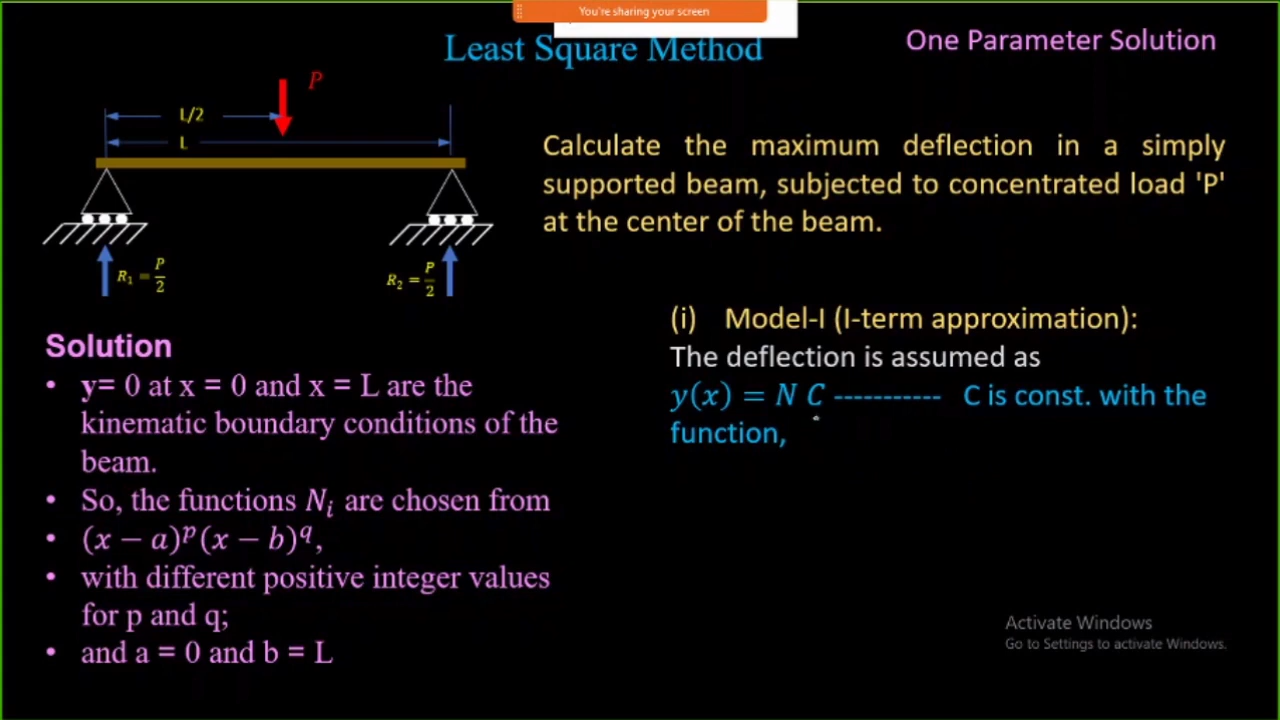 You're sharing your screen
Least Square Method
One Parameter Solution
P
L/2
L
R₁ = P/2
R₂ = P/2
Calculate the maximum deflection in a simply
supported beam, subjected to concentrated load 'P'
at the center of the beam.
Solution
• y= 0 at x = 0 and x = L are the
kinematic boundary conditions of the
beam.
• So, the functions Nᵢ are chosen from
• (x − a)ᵖ(x − b)^q,
• with different positive integer values
for p and q;
• and a = 0 and b = L
(i) Model-I (I-term approximation):
The deflection is assumed as
y(x) = N C ----------- C is const. with the
function,
Activate Windows
Go to Settings to activate Windows.